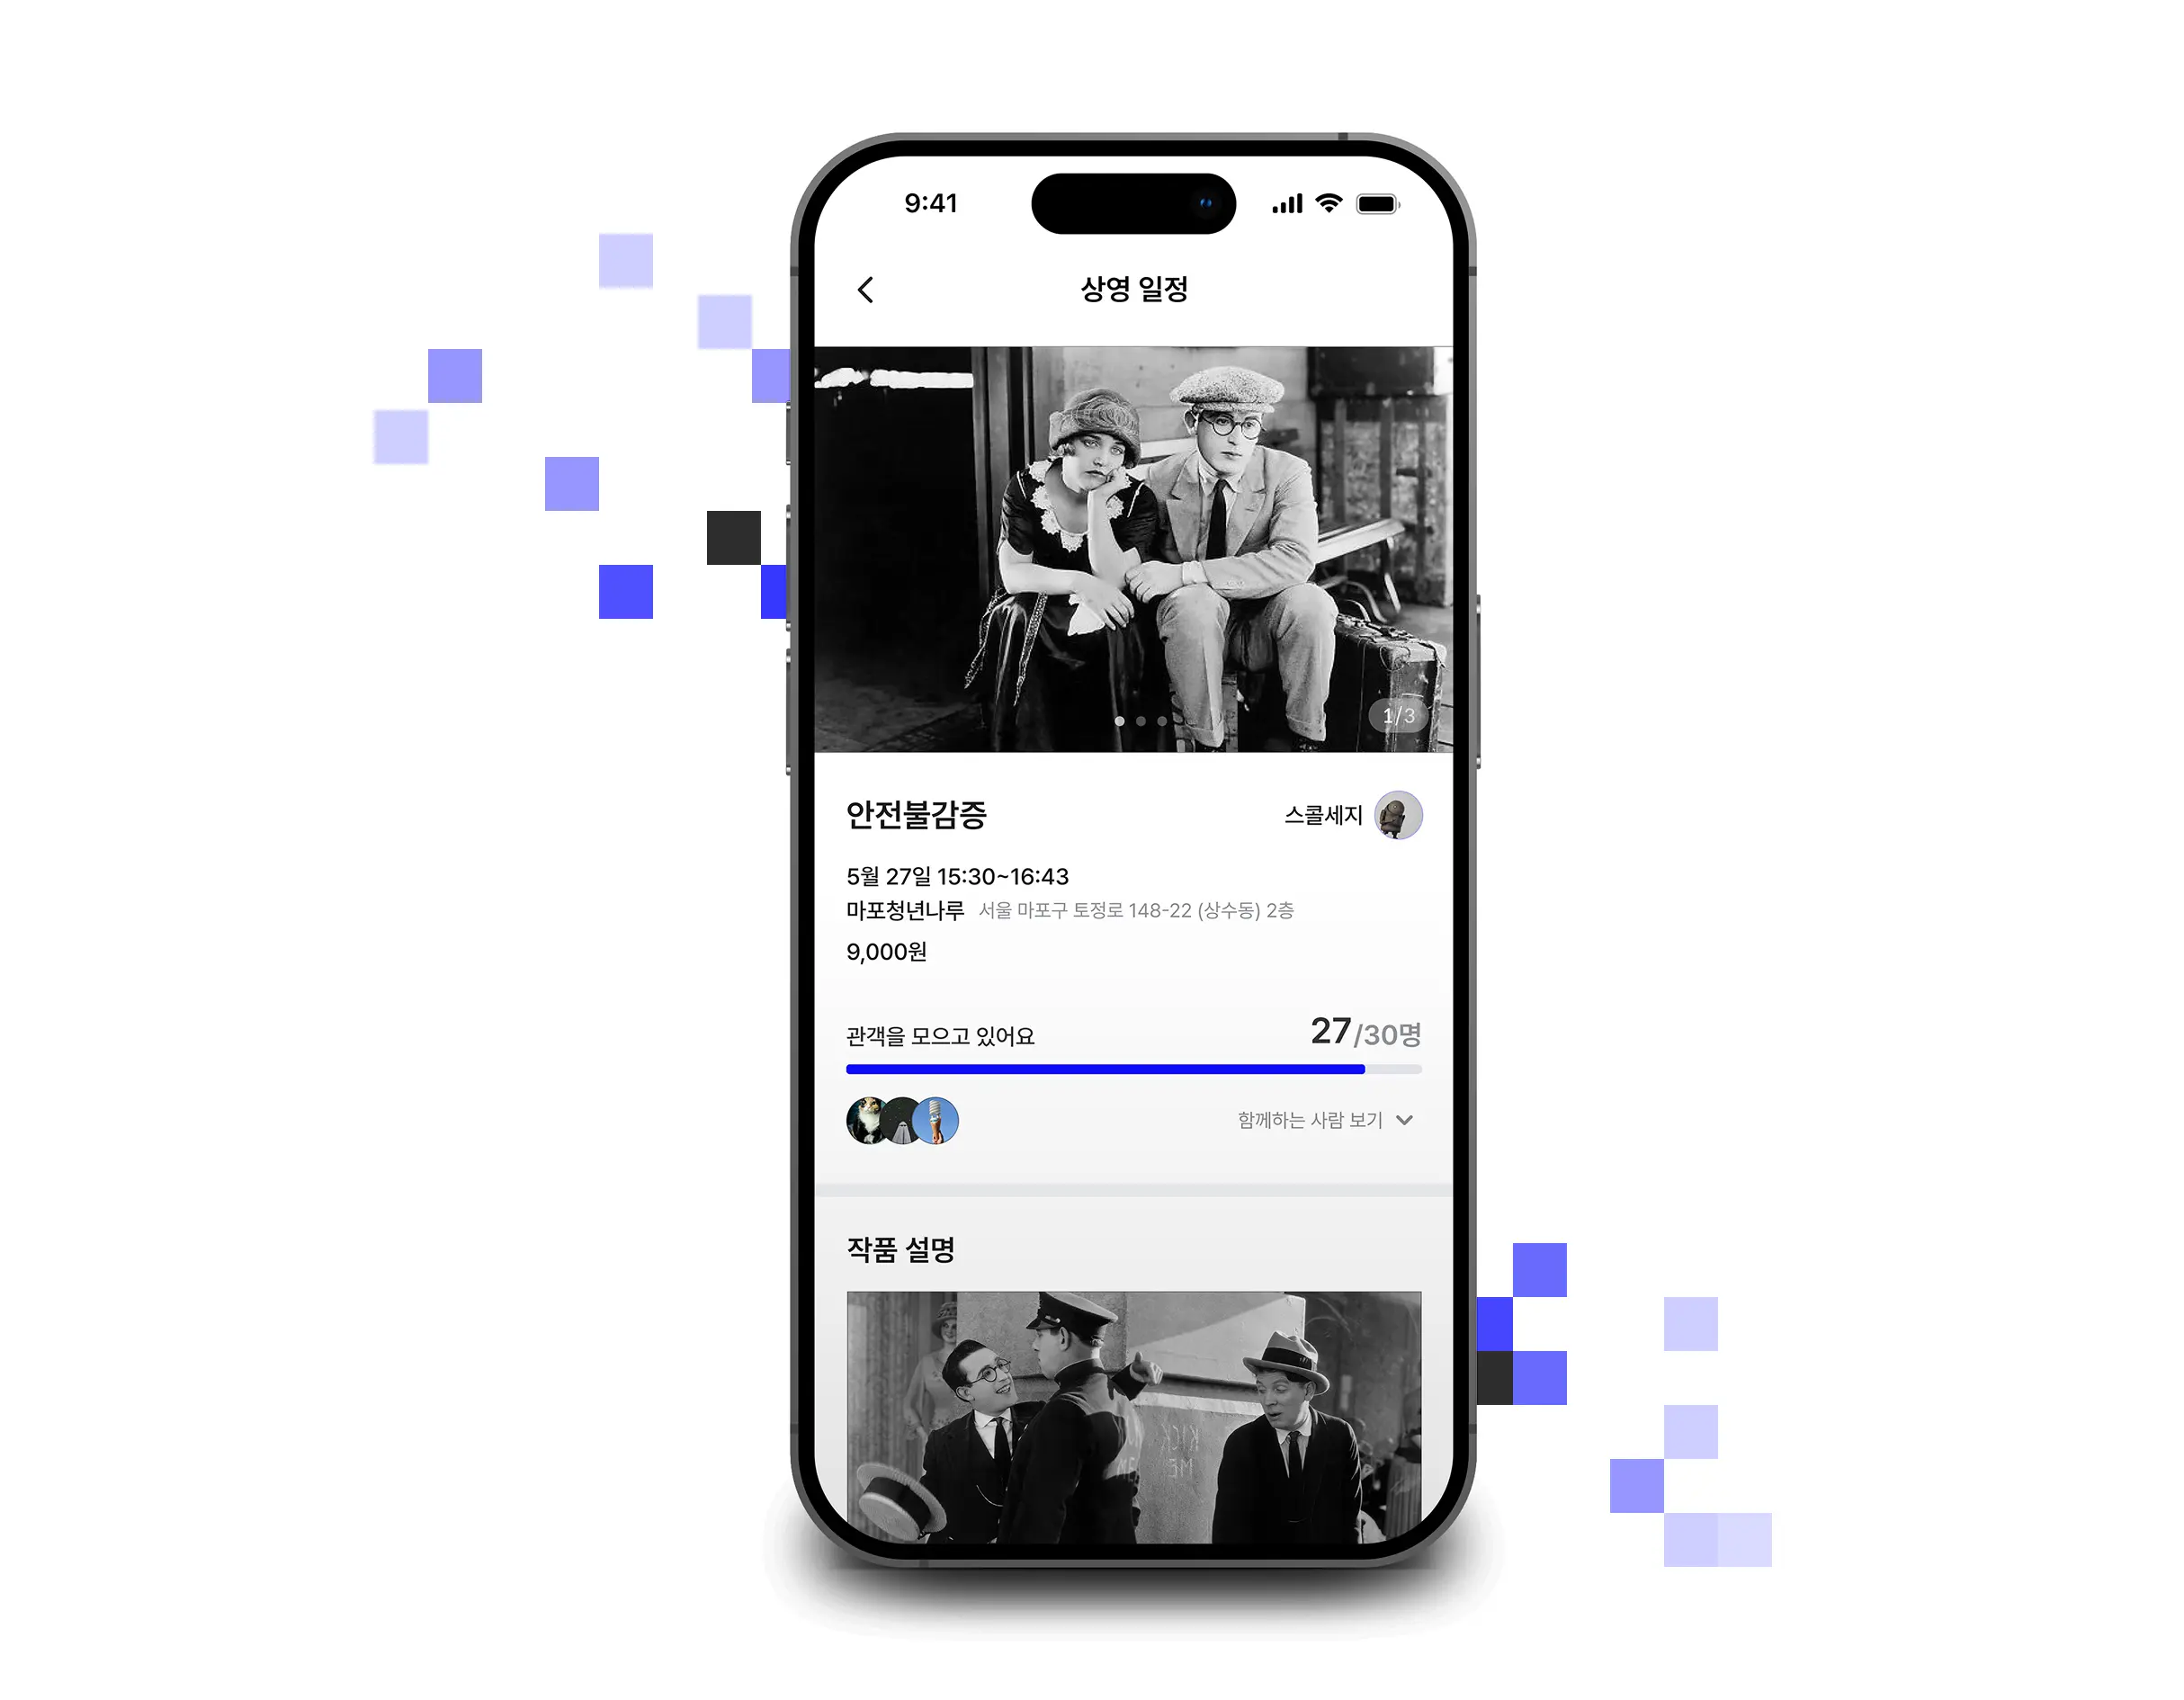 9:41
상영 일정
1/3
안전불감증
스콜세지
5월 27일 15:30~16:43
마포청년나루 서울 마포구 토정로 148-22 (상수동) 2층
9,000원
관객을 모으고 있어요
27/30명
함께하는 사람 보기
작품 설명
KICK
ME